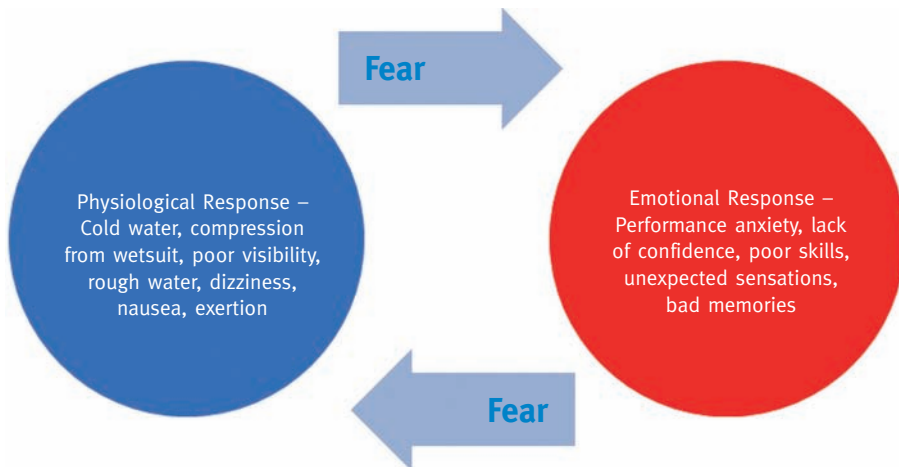 Fear
Physiological Response –
Cold water, compression
from wetsuit, poor visibility,
rough water, dizziness,
nausea, exertion
Emotional Response –
Performance anxiety, lack
of confidence, poor skills,
unexpected sensations,
bad memories
Fear